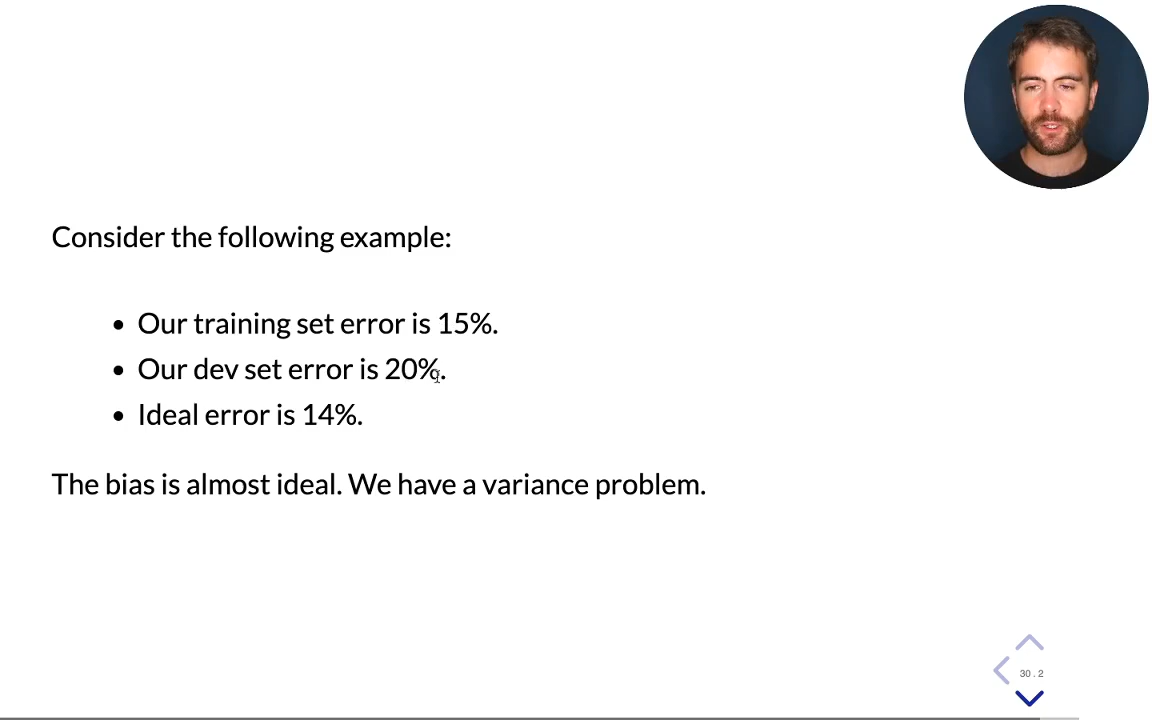 Consider the following example:
Our training set error is 15%.
Our dev set error is 20%.
Ideal error is 14%.
The bias is almost ideal. We have a variance problem.
30 . 2